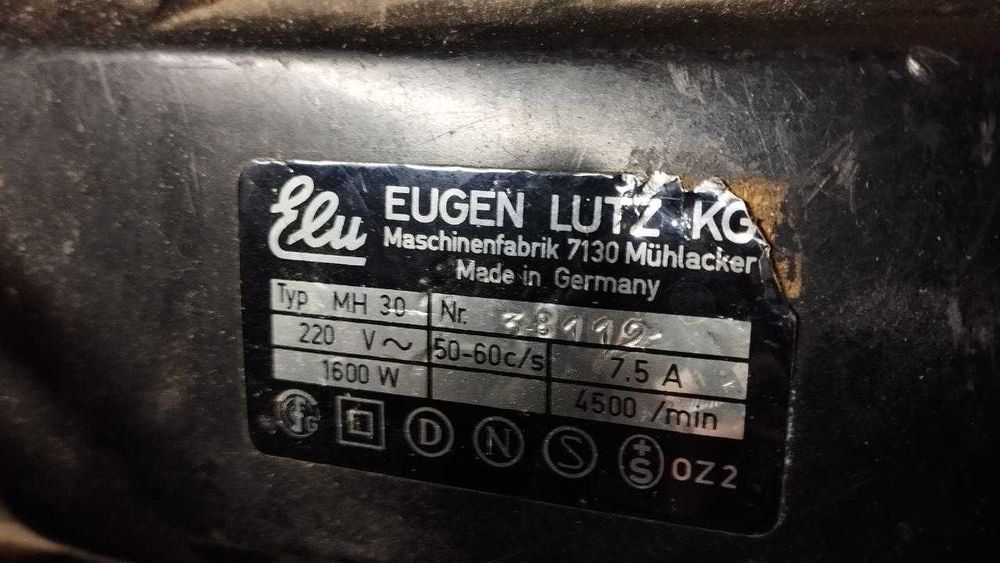 Elu
EUGEN LUTZ · KG
Maschinenfabrik 7130 Mühlacker
Made in Germany
Typ MH 30 Nr. 38112
220 V~ 50-60c/s 7,5 A
1600 W 4500 /min
D N S +S OZ2